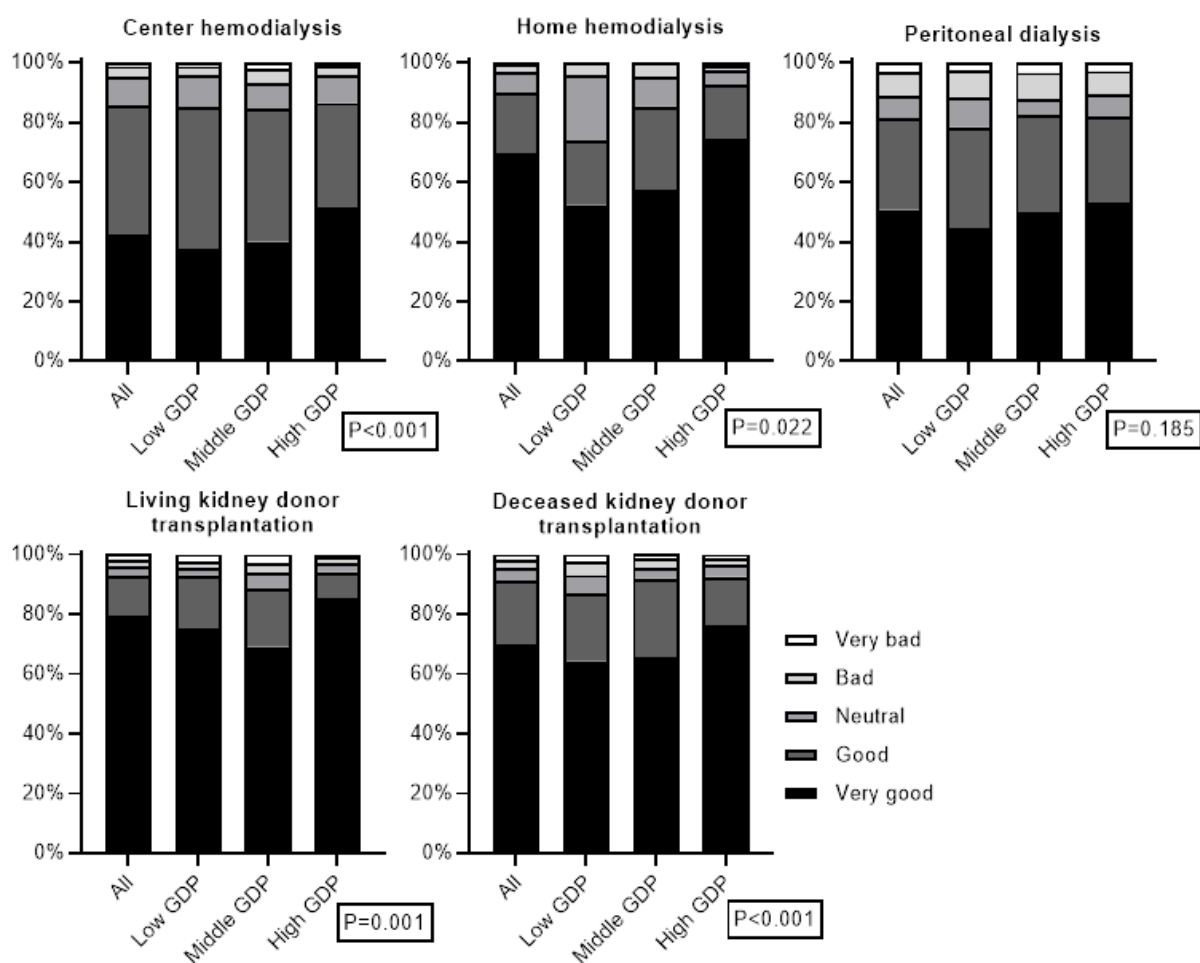 Center hemodialysis
100%
80%
60%
40%
20%
0%
All
Low GDP
Middle GDP
High GDP
P<0.001
Home hemodialysis
100%
80%
60%
40%
20%
0%
All
Low GDP
Middle GDP
High GDP
P=0.022
Peritoneal dialysis
100%
80%
60%
40%
20%
0%
All
Low GDP
Middle GDP
High GDP
P=0.185
Living kidney donor
transplantation
100%
80%
60%
40%
20%
0%
All
Low GDP
Middle GDP
High GDP
P=0.001
Deceased kidney donor
transplantation
100%
80%
60%
40%
20%
0%
All
Low GDP
Middle GDP
High GDP
P<0.001
Very bad
Bad
Neutral
Good
Very good